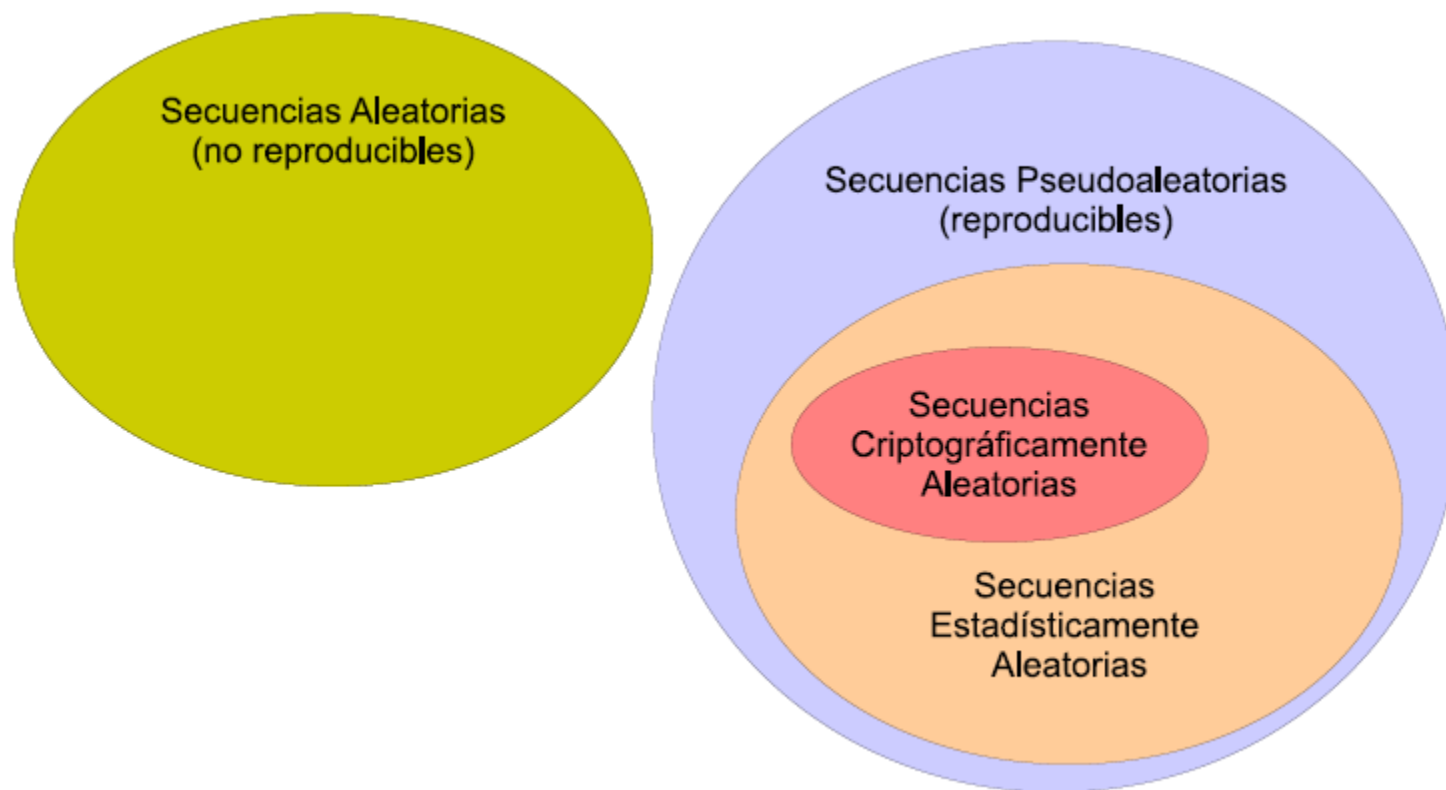 Secuencias Aleatorias
(no reproducibles)
Secuencias Pseudoaleatorias
(reproducibles)
Secuencias
Criptográficamente
Aleatorias
Secuencias
Estadísticamente
Aleatorias